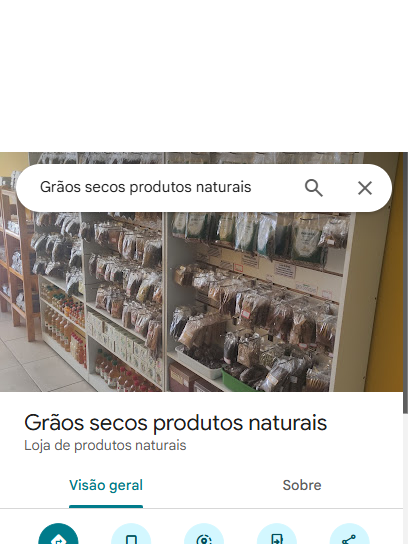 Grãos secos produtos naturais
Grãos secos produtos naturais
Loja de produtos naturais
Visão geral
Sobre